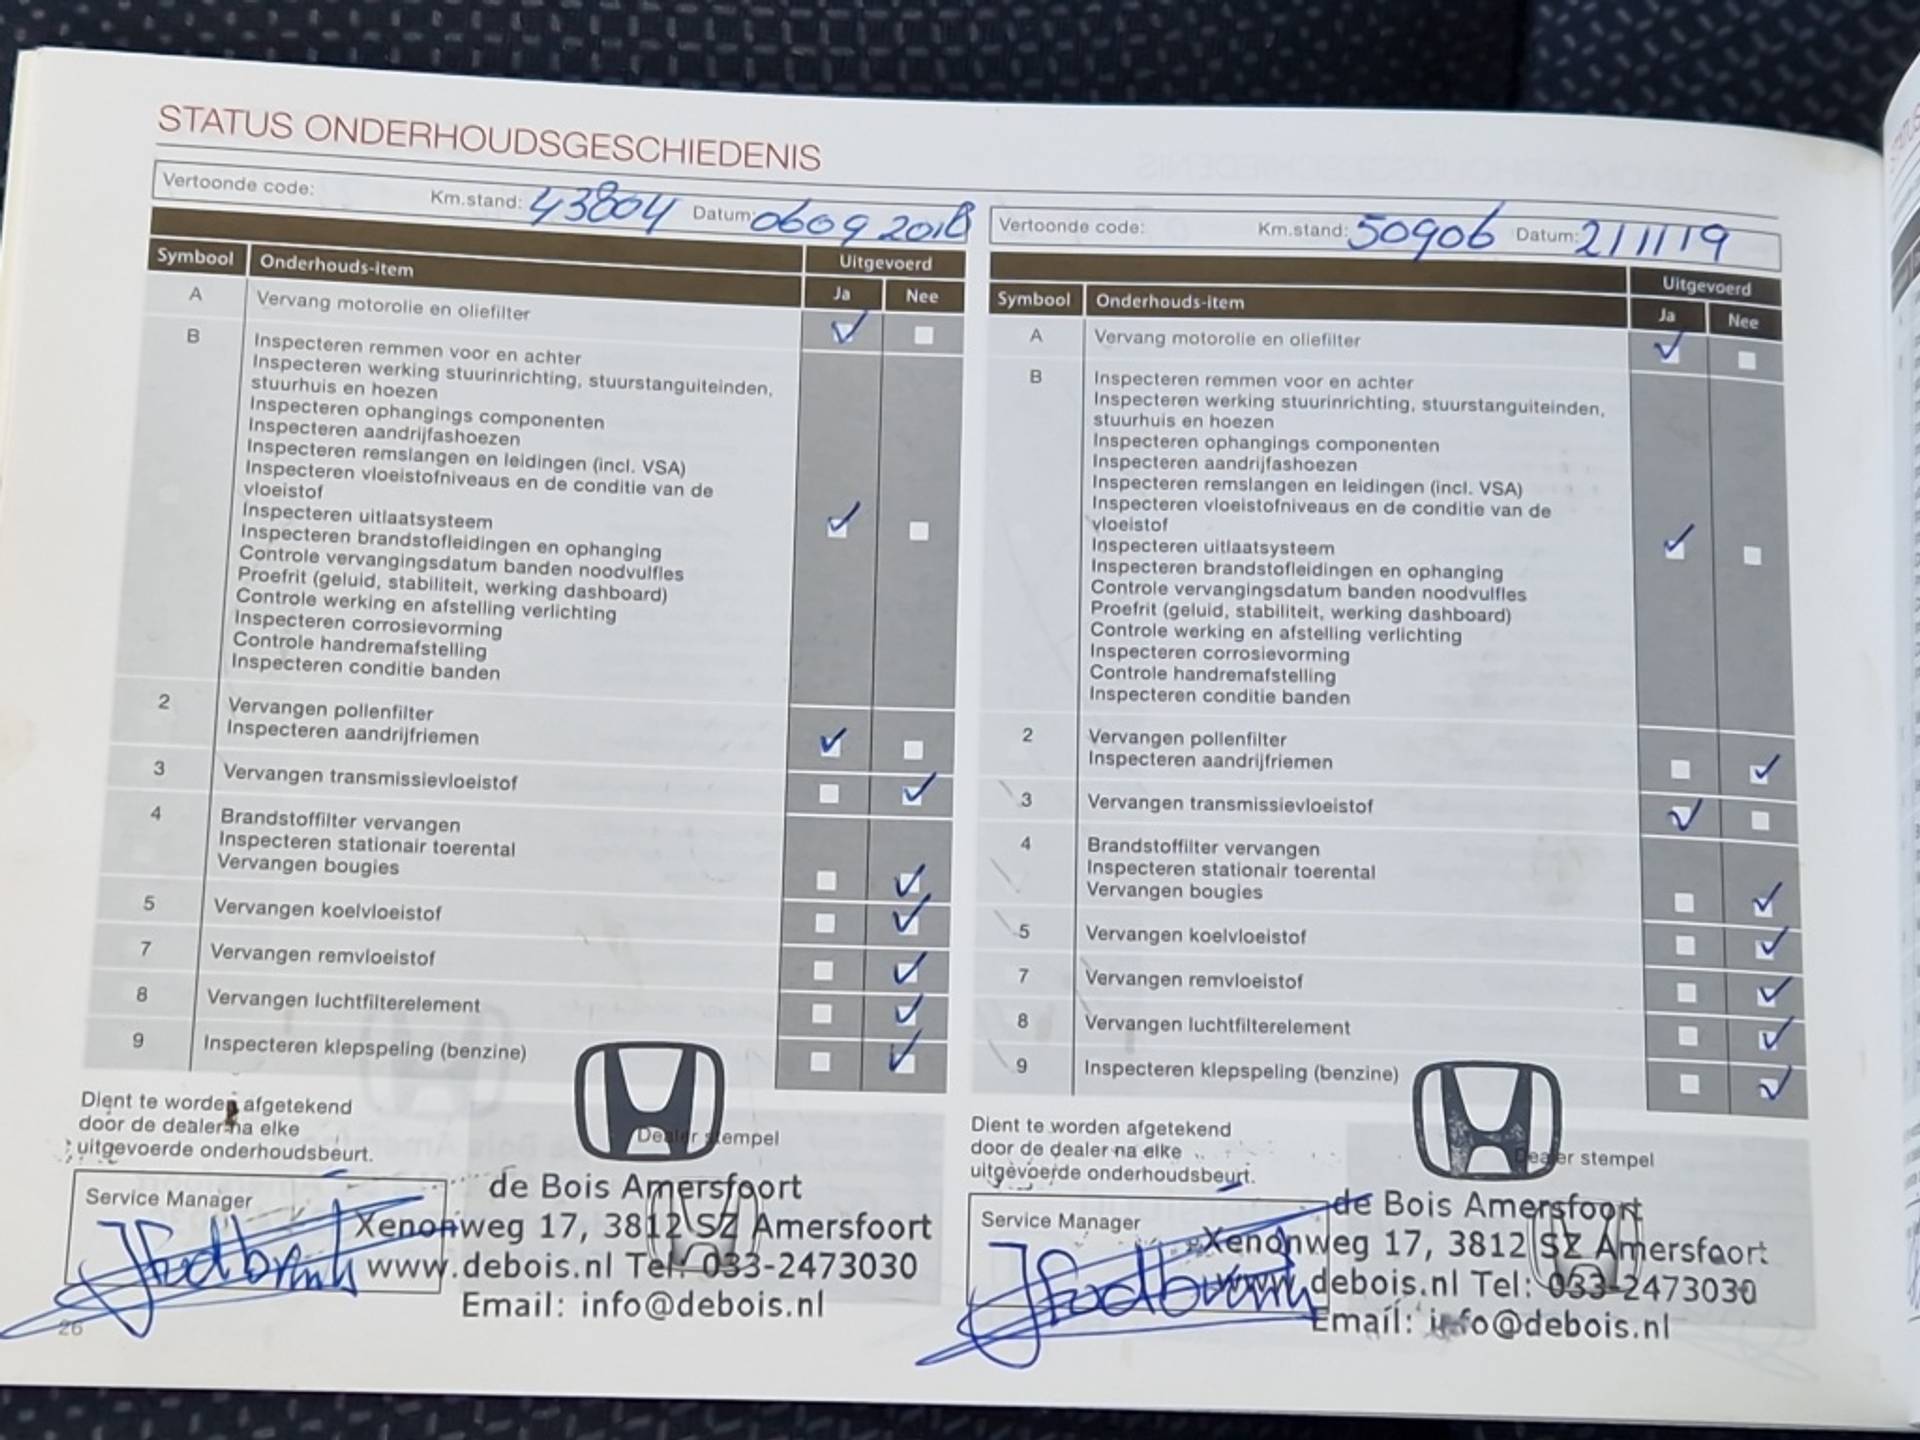 STATUS ONDERHOUDSGESCHIEDENIS
Vertoonde code: Km.stand: 43804 Datum: 06092018
Symbool Onderhouds-item Uitgevoerd
Ja Nee
A Vervang motorolie en oliefilter
B Inspecteren remmen voor en achter
Inspecteren werking stuurinrichting, stuurstanguiteinden,
stuurhuis en hoezen
Inspecteren ophangings componenten
Inspecteren aandrijfashoezen
Inspecteren remslangen en leidingen (incl. VSA)
Inspecteren vloeistofniveaus en de conditie van de
vloeistof
Inspecteren uitlaatsysteem
Inspecteren brandstofleidingen en ophanging
Controle vervangingsdatum banden noodvulfles
Proefrit (geluid, stabiliteit, werking dashboard)
Controle werking en afstelling verlichting
Inspecteren corrosievorming
Controle handremafstelling
Inspecteren conditie banden
2 Vervangen pollenfilter
Inspecteren aandrijfriemen
3 Vervangen transmissievloeistof
4 Brandstoffilter vervangen
Inspecteren stationair toerental
Vervangen bougies
5 Vervangen koelvloeistof
7 Vervangen remvloeistof
8 Vervangen luchtfilterelement
9 Inspecteren klepspeling (benzine)
Dient te worden afgetekend
door de dealer na elke
uitgevoerde onderhoudsbeurt.
Dealer stempel
Service Manager
de Bois Amersfoort
Xenonweg 17, 3812 SZ Amersfoort
www.debois.nl Tel: 033-2473030
Email: info@debois.nl
26
Vertoonde code: Km.stand: 50906 Datum: 21/11/19
Symbool Onderhouds-item Uitgevoerd
Ja Nee
A Vervang motorolie en oliefilter
B Inspecteren remmen voor en achter
Inspecteren werking stuurinrichting, stuurstanguiteinden,
stuurhuis en hoezen
Inspecteren ophangings componenten
Inspecteren aandrijfashoezen
Inspecteren remslangen en leidingen (incl. VSA)
Inspecteren vloeistofniveaus en de conditie van de
vloeistof
Inspecteren uitlaatsysteem
Inspecteren brandstofleidingen en ophanging
Controle vervangingsdatum banden noodvulfles
Proefrit (geluid, stabiliteit, werking dashboard)
Controle werking en afstelling verlichting
Inspecteren corrosievorming
Controle handremafstelling
Inspecteren conditie banden
2 Vervangen pollenfilter
Inspecteren aandrijfriemen
3 Vervangen transmissievloeistof
4 Brandstoffilter vervangen
Inspecteren stationair toerental
Vervangen bougies
5 Vervangen koelvloeistof
7 Vervangen remvloeistof
8 Vervangen luchtfilterelement
9 Inspecteren klepspeling (benzine)
Dient te worden afgetekend
door de dealer na elke
uitgevoerde onderhoudsbeurt.
Dealer stempel
Service Manager
de Bois Amersfoort
Xenonweg 17, 3812 SZ Amersfoort
www.debois.nl Tel: 033-2473030
Email: info@debois.nl